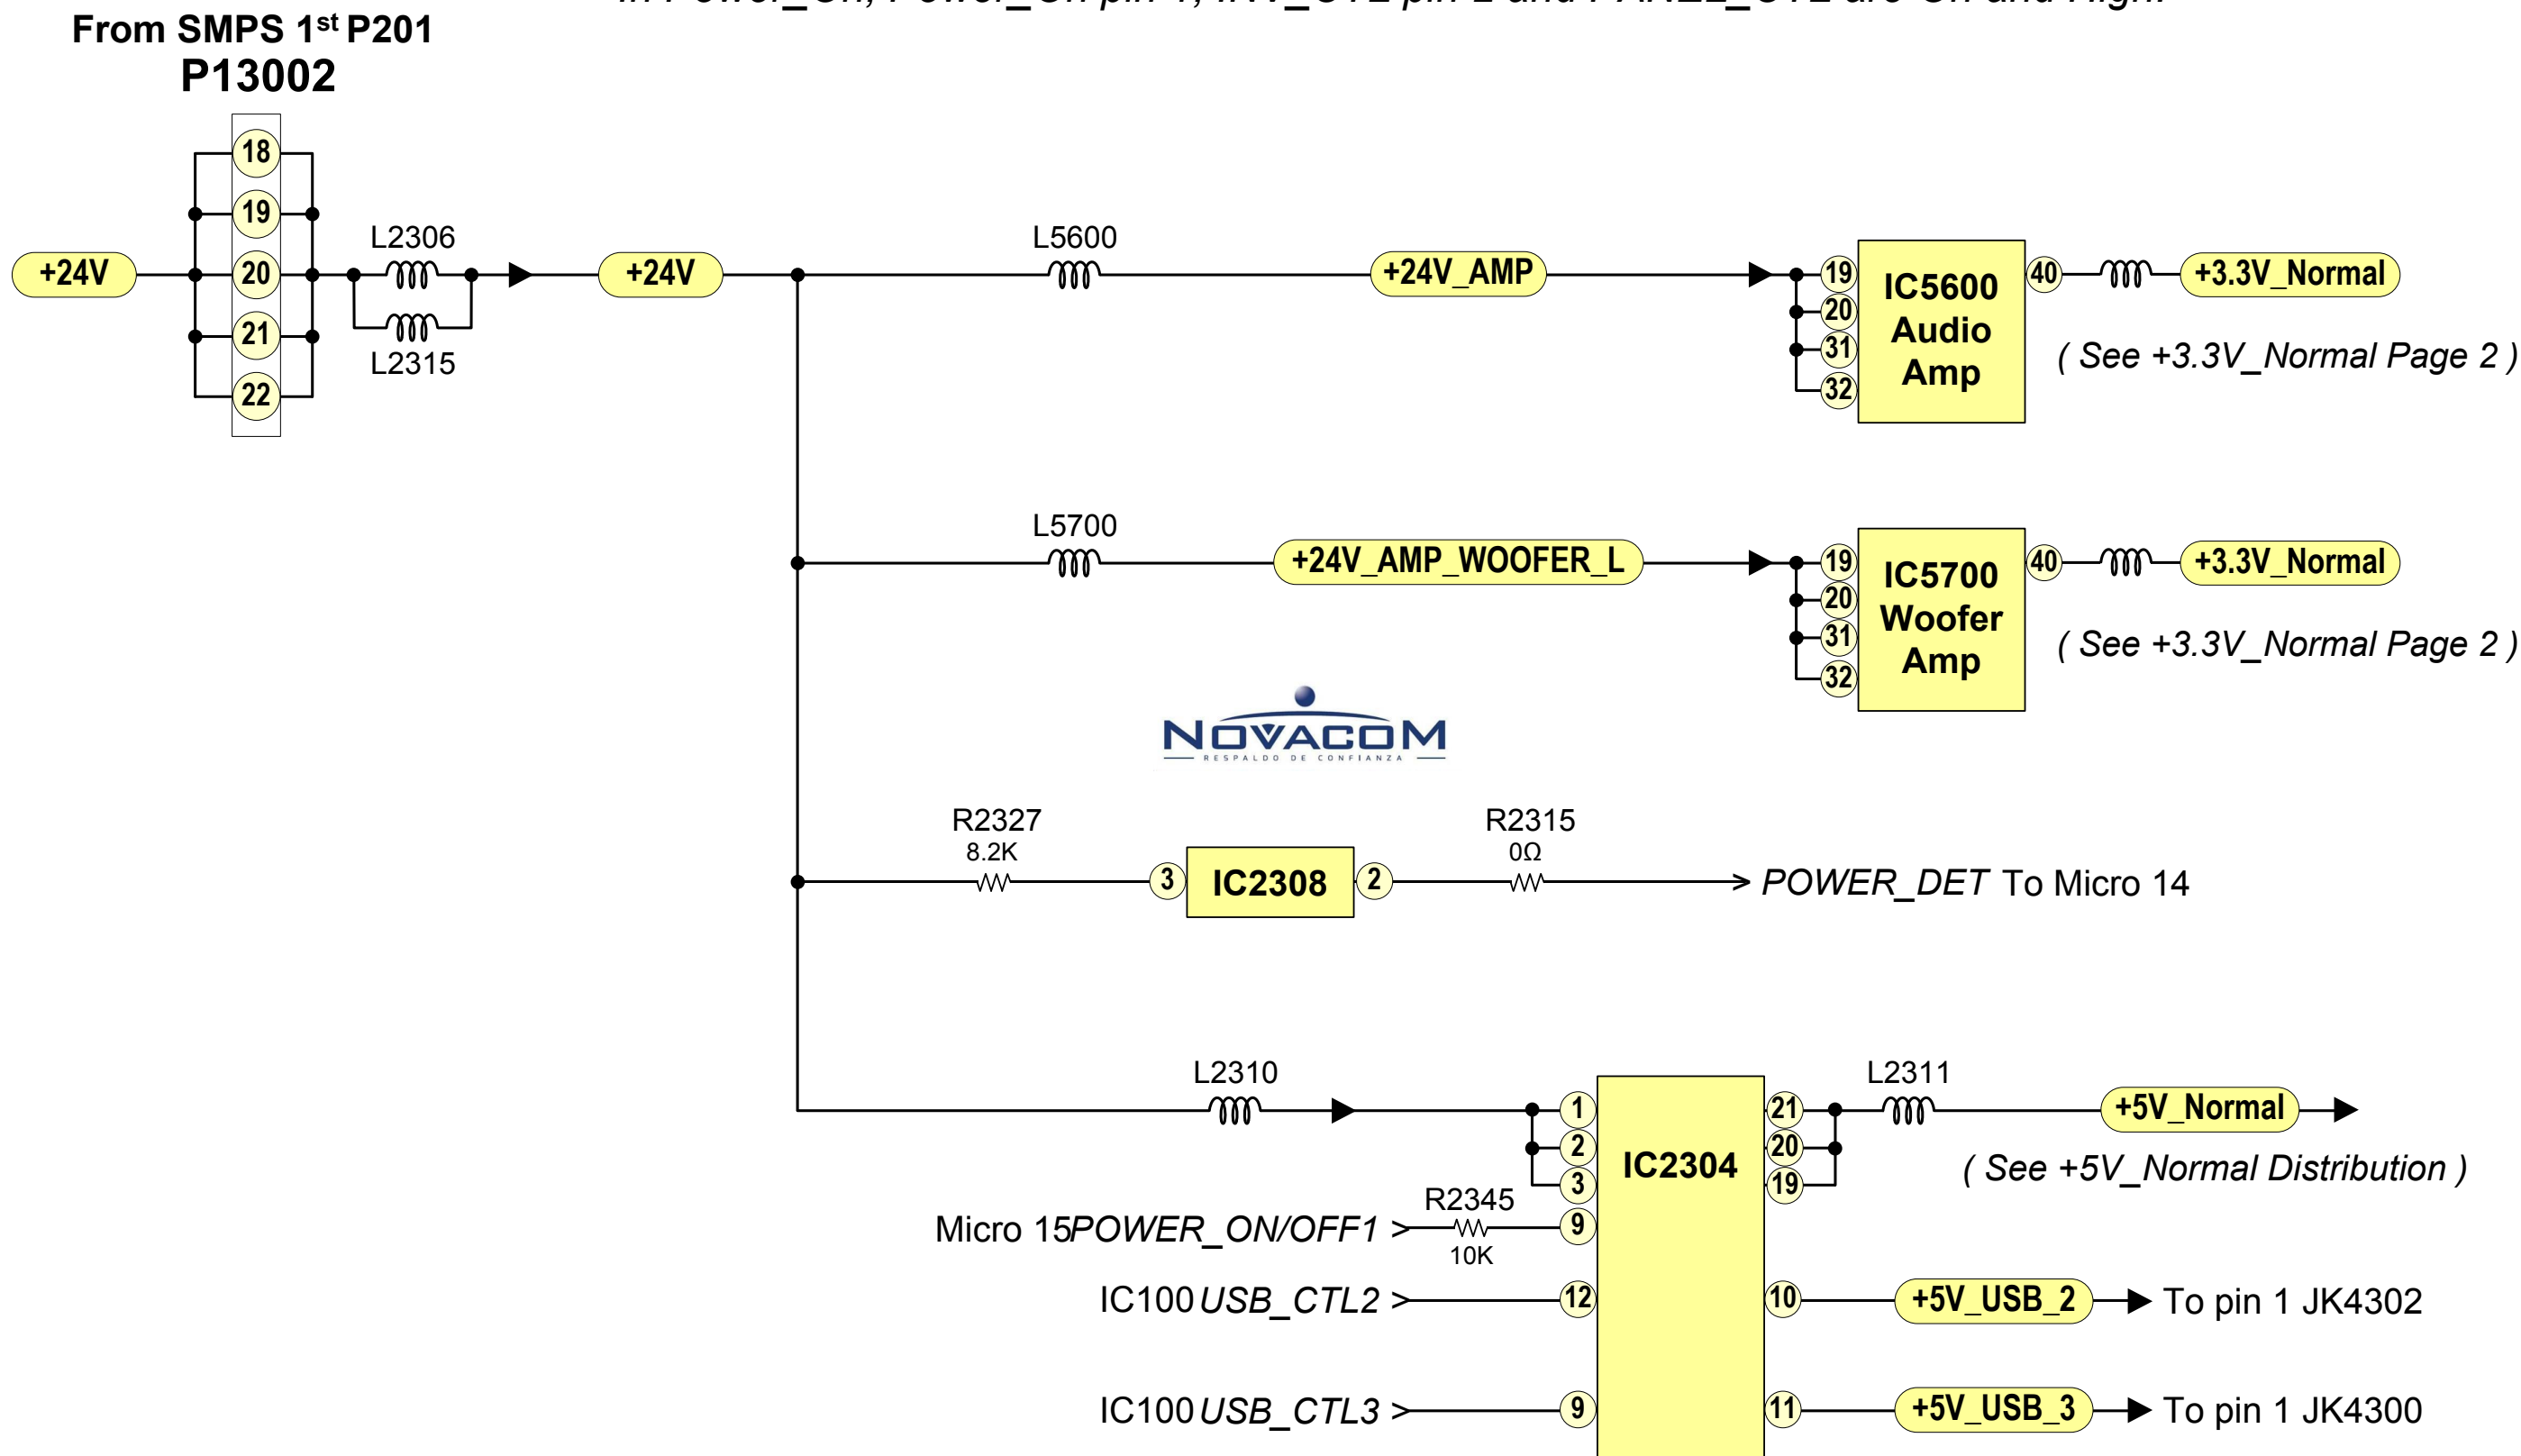 From SMPS 1st P201
P13002
18
19
20
21
22
+24V
L2306
L2315
+24V
L5600
+24V_AMP
19
20
31
32
IC5600
Audio
Amp
40
+3.3V_Normal
( See +3.3V_Normal Page 2 )
L5700
+24V_AMP_WOOFER_L
19
20
31
32
IC5700
Woofer
Amp
40
+3.3V_Normal
( See +3.3V_Normal Page 2 )
NOVACOM
RESPALDO DE CONFIANZA
R2327
8.2K
3
IC2308
2
R2315
0Ω
> POWER_DET To Micro 14
L2310
1
2
3
IC2304
21
20
19
L2311
+5V_Normal
( See +5V_Normal Distribution )
Micro 15 POWER_ON/OFF1 >
R2345
10K
9
IC100 USB_CTL2 >
12
10
+5V_USB_2
To pin 1 JK4302
IC100 USB_CTL3 >
9
11
+5V_USB_3
To pin 1 JK4300